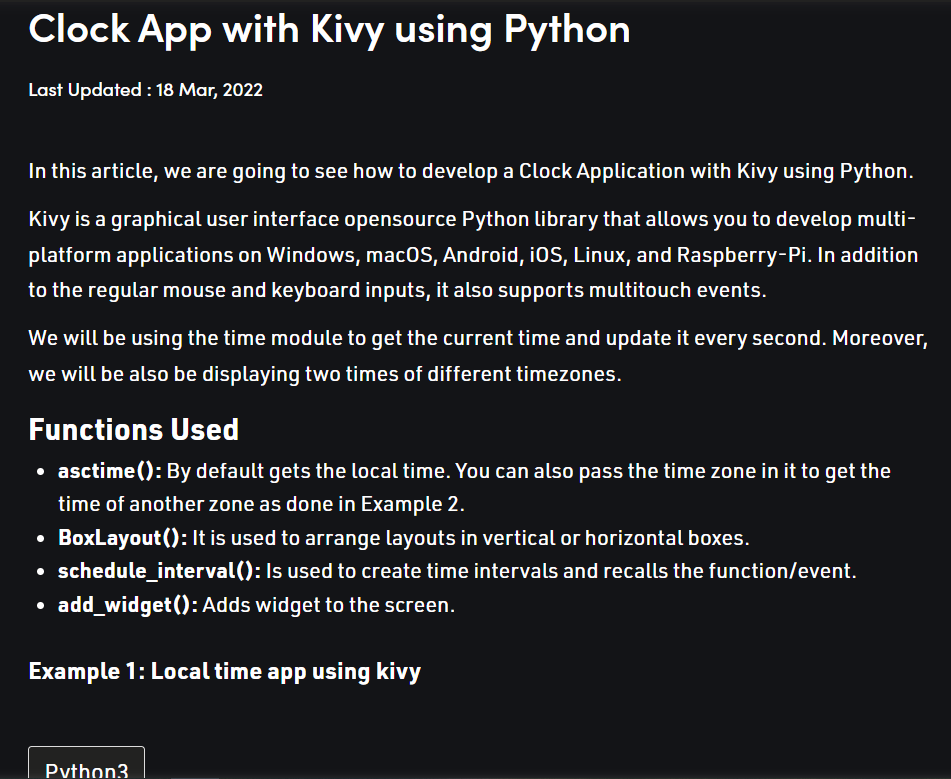 Clock App with Kivy using Python
Last Updated : 18 Mar, 2022
In this article, we are going to see how to develop a Clock Application with Kivy using Python.
Kivy is a graphical user interface opensource Python library that allows you to develop multi-
platform applications on Windows, macOS, Android, iOS, Linux, and Raspberry-Pi. In addition
to the regular mouse and keyboard inputs, it also supports multitouch events.
We will be using the time module to get the current time and update it every second. Moreover,
we will be also be displaying two times of different timezones.
Functions Used
• asctime(): By default gets the local time. You can also pass the time zone in it to get the
time of another zone as done in Example 2.
• BoxLayout(): It is used to arrange layouts in vertical or horizontal boxes.
• schedule_interval(): Is used to create time intervals and recalls the function/event.
• add_widget(): Adds widget to the screen.
Example 1: Local time app using kivy
Python3